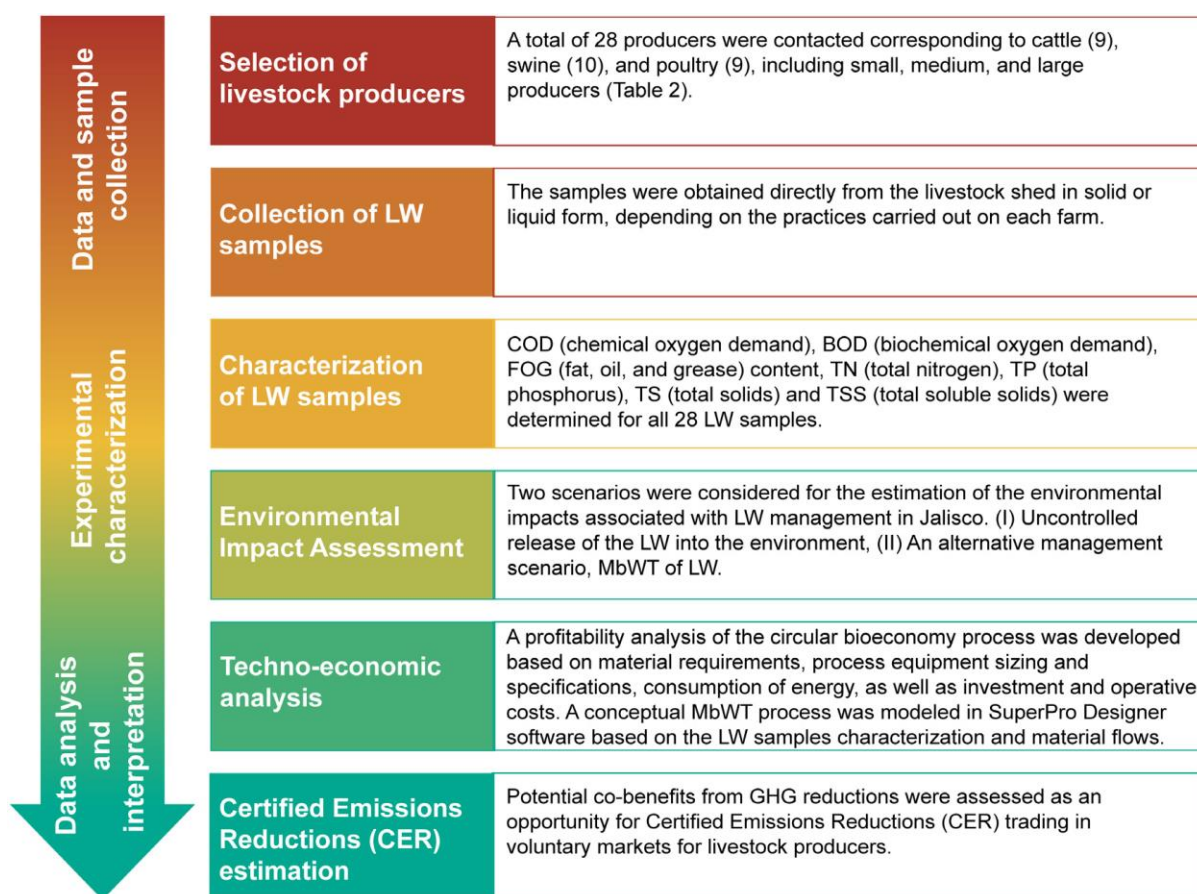 Data and sample
collection
Experimental
characterization
Data analysis
and
interpretation
Selection of
livestock producers
A total of 28 producers were contacted corresponding to cattle (9),
swine (10), and poultry (9), including small, medium, and large
producers (Table 2).
Collection of LW
samples
The samples were obtained directly from the livestock shed in solid or
liquid form, depending on the practices carried out on each farm.
Characterization
of LW samples
COD (chemical oxygen demand), BOD (biochemical oxygen demand),
FOG (fat, oil, and grease) content, TN (total nitrogen), TP (total
phosphorus), TS (total solids) and TSS (total soluble solids) were
determined for all 28 LW samples.
Environmental
Impact Assessment
Two scenarios were considered for the estimation of the environmental
impacts associated with LW management in Jalisco. (I) Uncontrolled
release of the LW into the environment, (II) An alternative management
scenario, MbWT of LW.
Techno-economic
analysis
A profitability analysis of the circular bioeconomy process was developed
based on material requirements, process equipment sizing and
specifications, consumption of energy, as well as investment and operative
costs. A conceptual MbWT process was modeled in SuperPro Designer
software based on the LW samples characterization and material flows.
Certified Emissions
Reductions (CER)
estimation
Potential co-benefits from GHG reductions were assessed as an
opportunity for Certified Emissions Reductions (CER) trading in
voluntary markets for livestock producers.